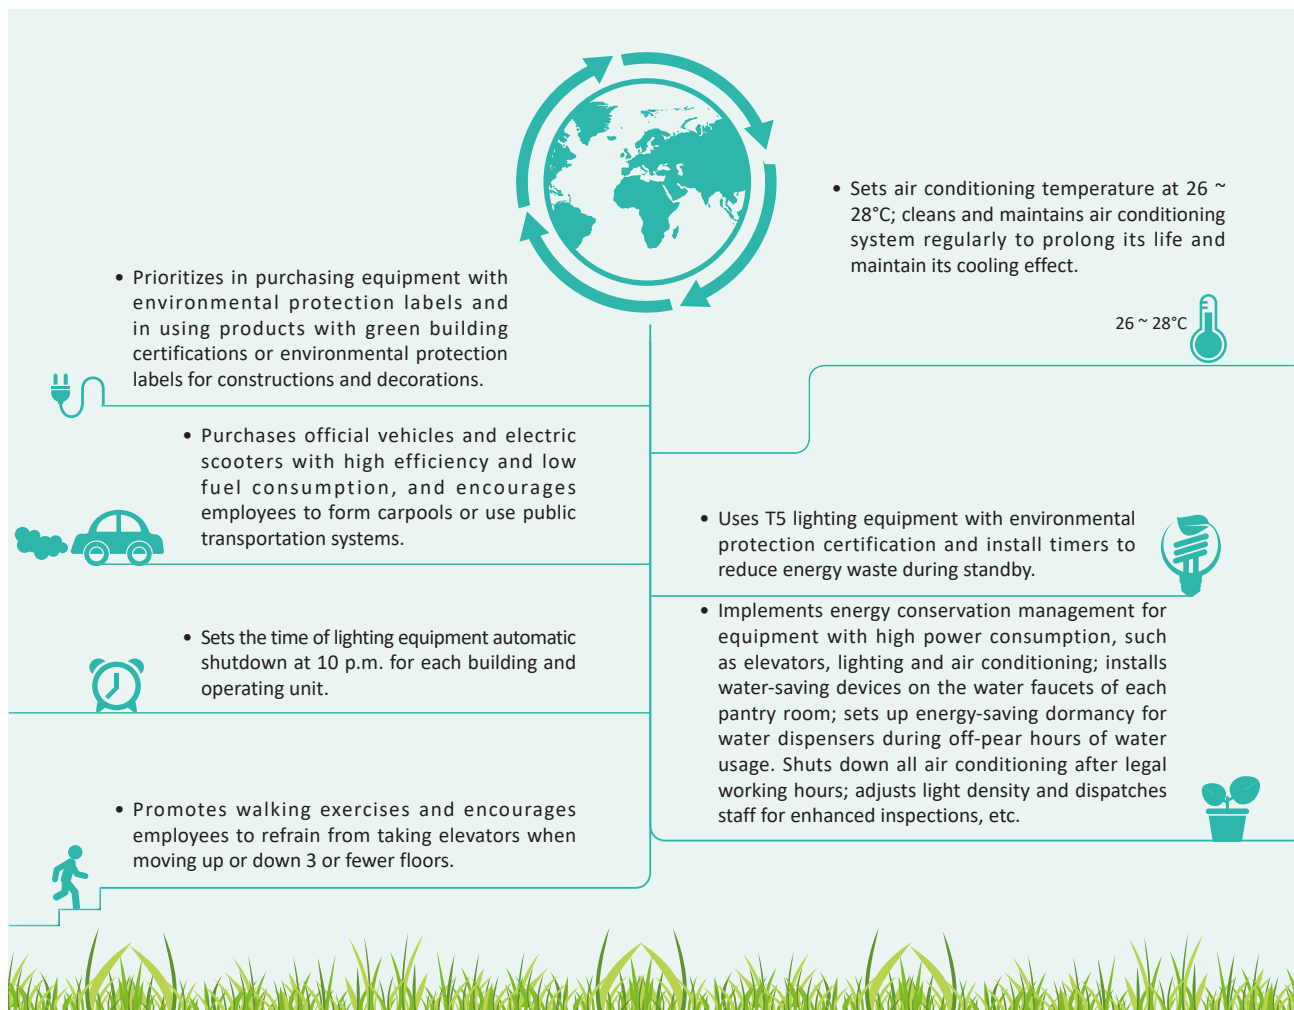 • Prioritizes in purchasing equipment with
environmental protection labels and
in using products with green building
certifications or environmental protection
labels for constructions and decorations.
• Purchases official vehicles and electric
scooters with high efficiency and low
fuel consumption, and encourages
employees to form carpools or use public
transportation systems.
• Sets the time of lighting equipment automatic
shutdown at 10 p.m. for each building and
operating unit.
• Promotes walking exercises and encourages
employees to refrain from taking elevators when
moving up or down 3 or fewer floors.
• Sets air conditioning temperature at 26 ~
28°C; cleans and maintains air conditioning
system regularly to prolong its life and
maintain its cooling effect.
26 ~ 28°C
• Uses T5 lighting equipment with environmental
protection certification and install timers to
reduce energy waste during standby.
• Implements energy conservation management for
equipment with high power consumption, such
as elevators, lighting and air conditioning; installs
water-saving devices on the water faucets of each
pantry room; sets up energy-saving dormancy for
water dispensers during off-pear hours of water
usage. Shuts down all air conditioning after legal
working hours; adjusts light density and dispatches
staff for enhanced inspections, etc.